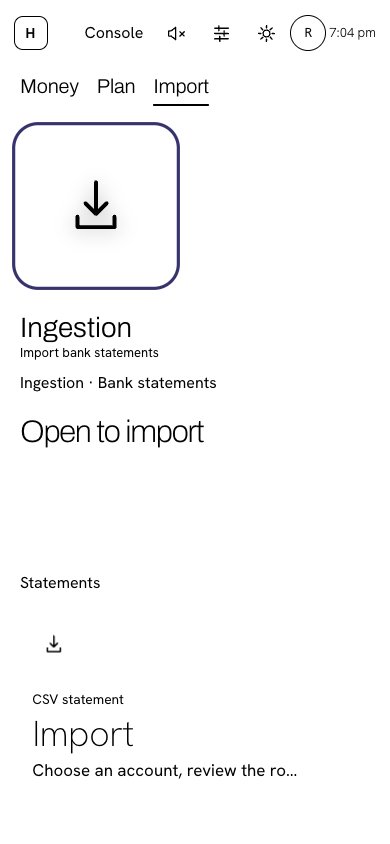 H
Console
R
7:04 pm
Money Plan Import
Ingestion
Import bank statements
Ingestion · Bank statements
Open to import
Statements
CSV statement
Import
Choose an account, review the ro...